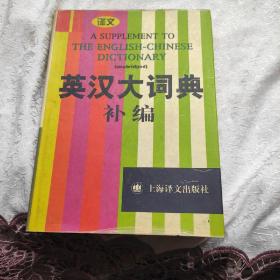 译文
A SUPPLEMENT TO
THE ENGLISH-CHINESE
DICTIONARY
(unabridged)
英汉大词典
补编
上海译文出版社